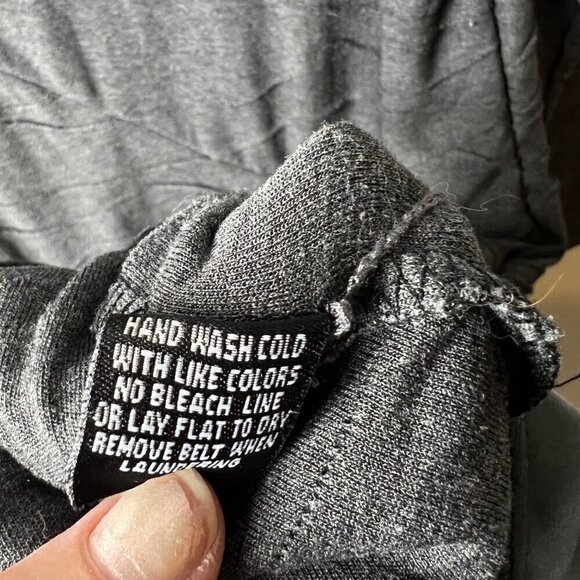 HAND WASH COLD
WITH LIKE COLORS
NO BLEACH LINE
OR LAY FLAT TO DRY
REMOVE BELT WHEN
LAUNDERING